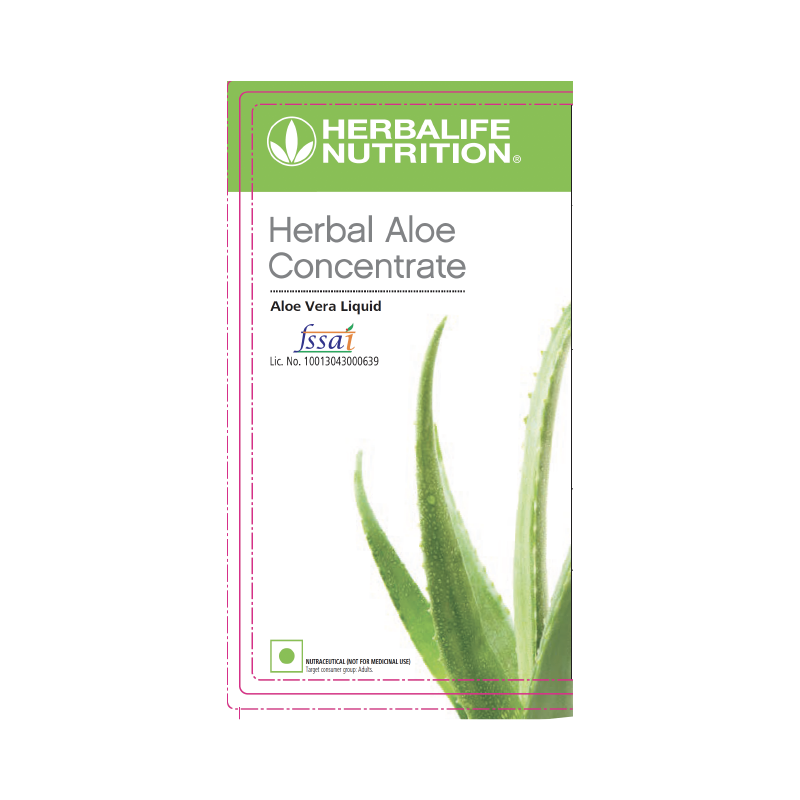 HERBALIFE
NUTRITION®
Herbal Aloe
Concentrate
Aloe Vera Liquid
fssai
Lic. No. 10013043000639
NUTRACEUTICAL (NOT FOR MEDICINAL USE)
Target consumer group: Adults.